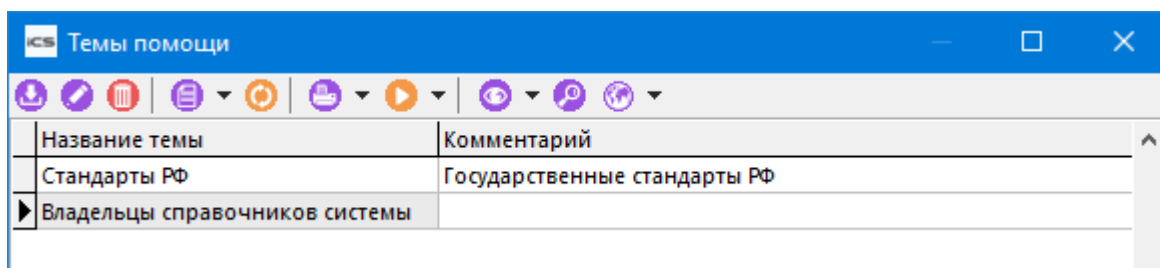 iCS Темы помощи
Название темы Комментарий
Стандарты РФ Государственные стандарты РФ
Владельцы справочников системы